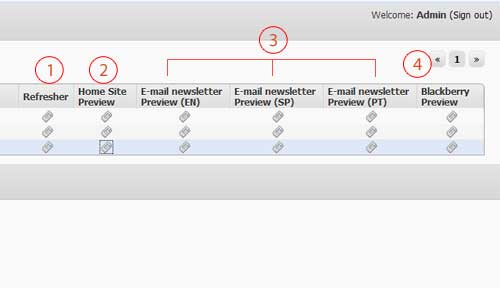 Welcome: Admin (Sign out)
3
1 2 4 « 1 »
Refresher Home Site Preview E-mail newsletter Preview (EN) E-mail newsletter Preview (SP) E-mail newsletter Preview (PT) Blackberry Preview